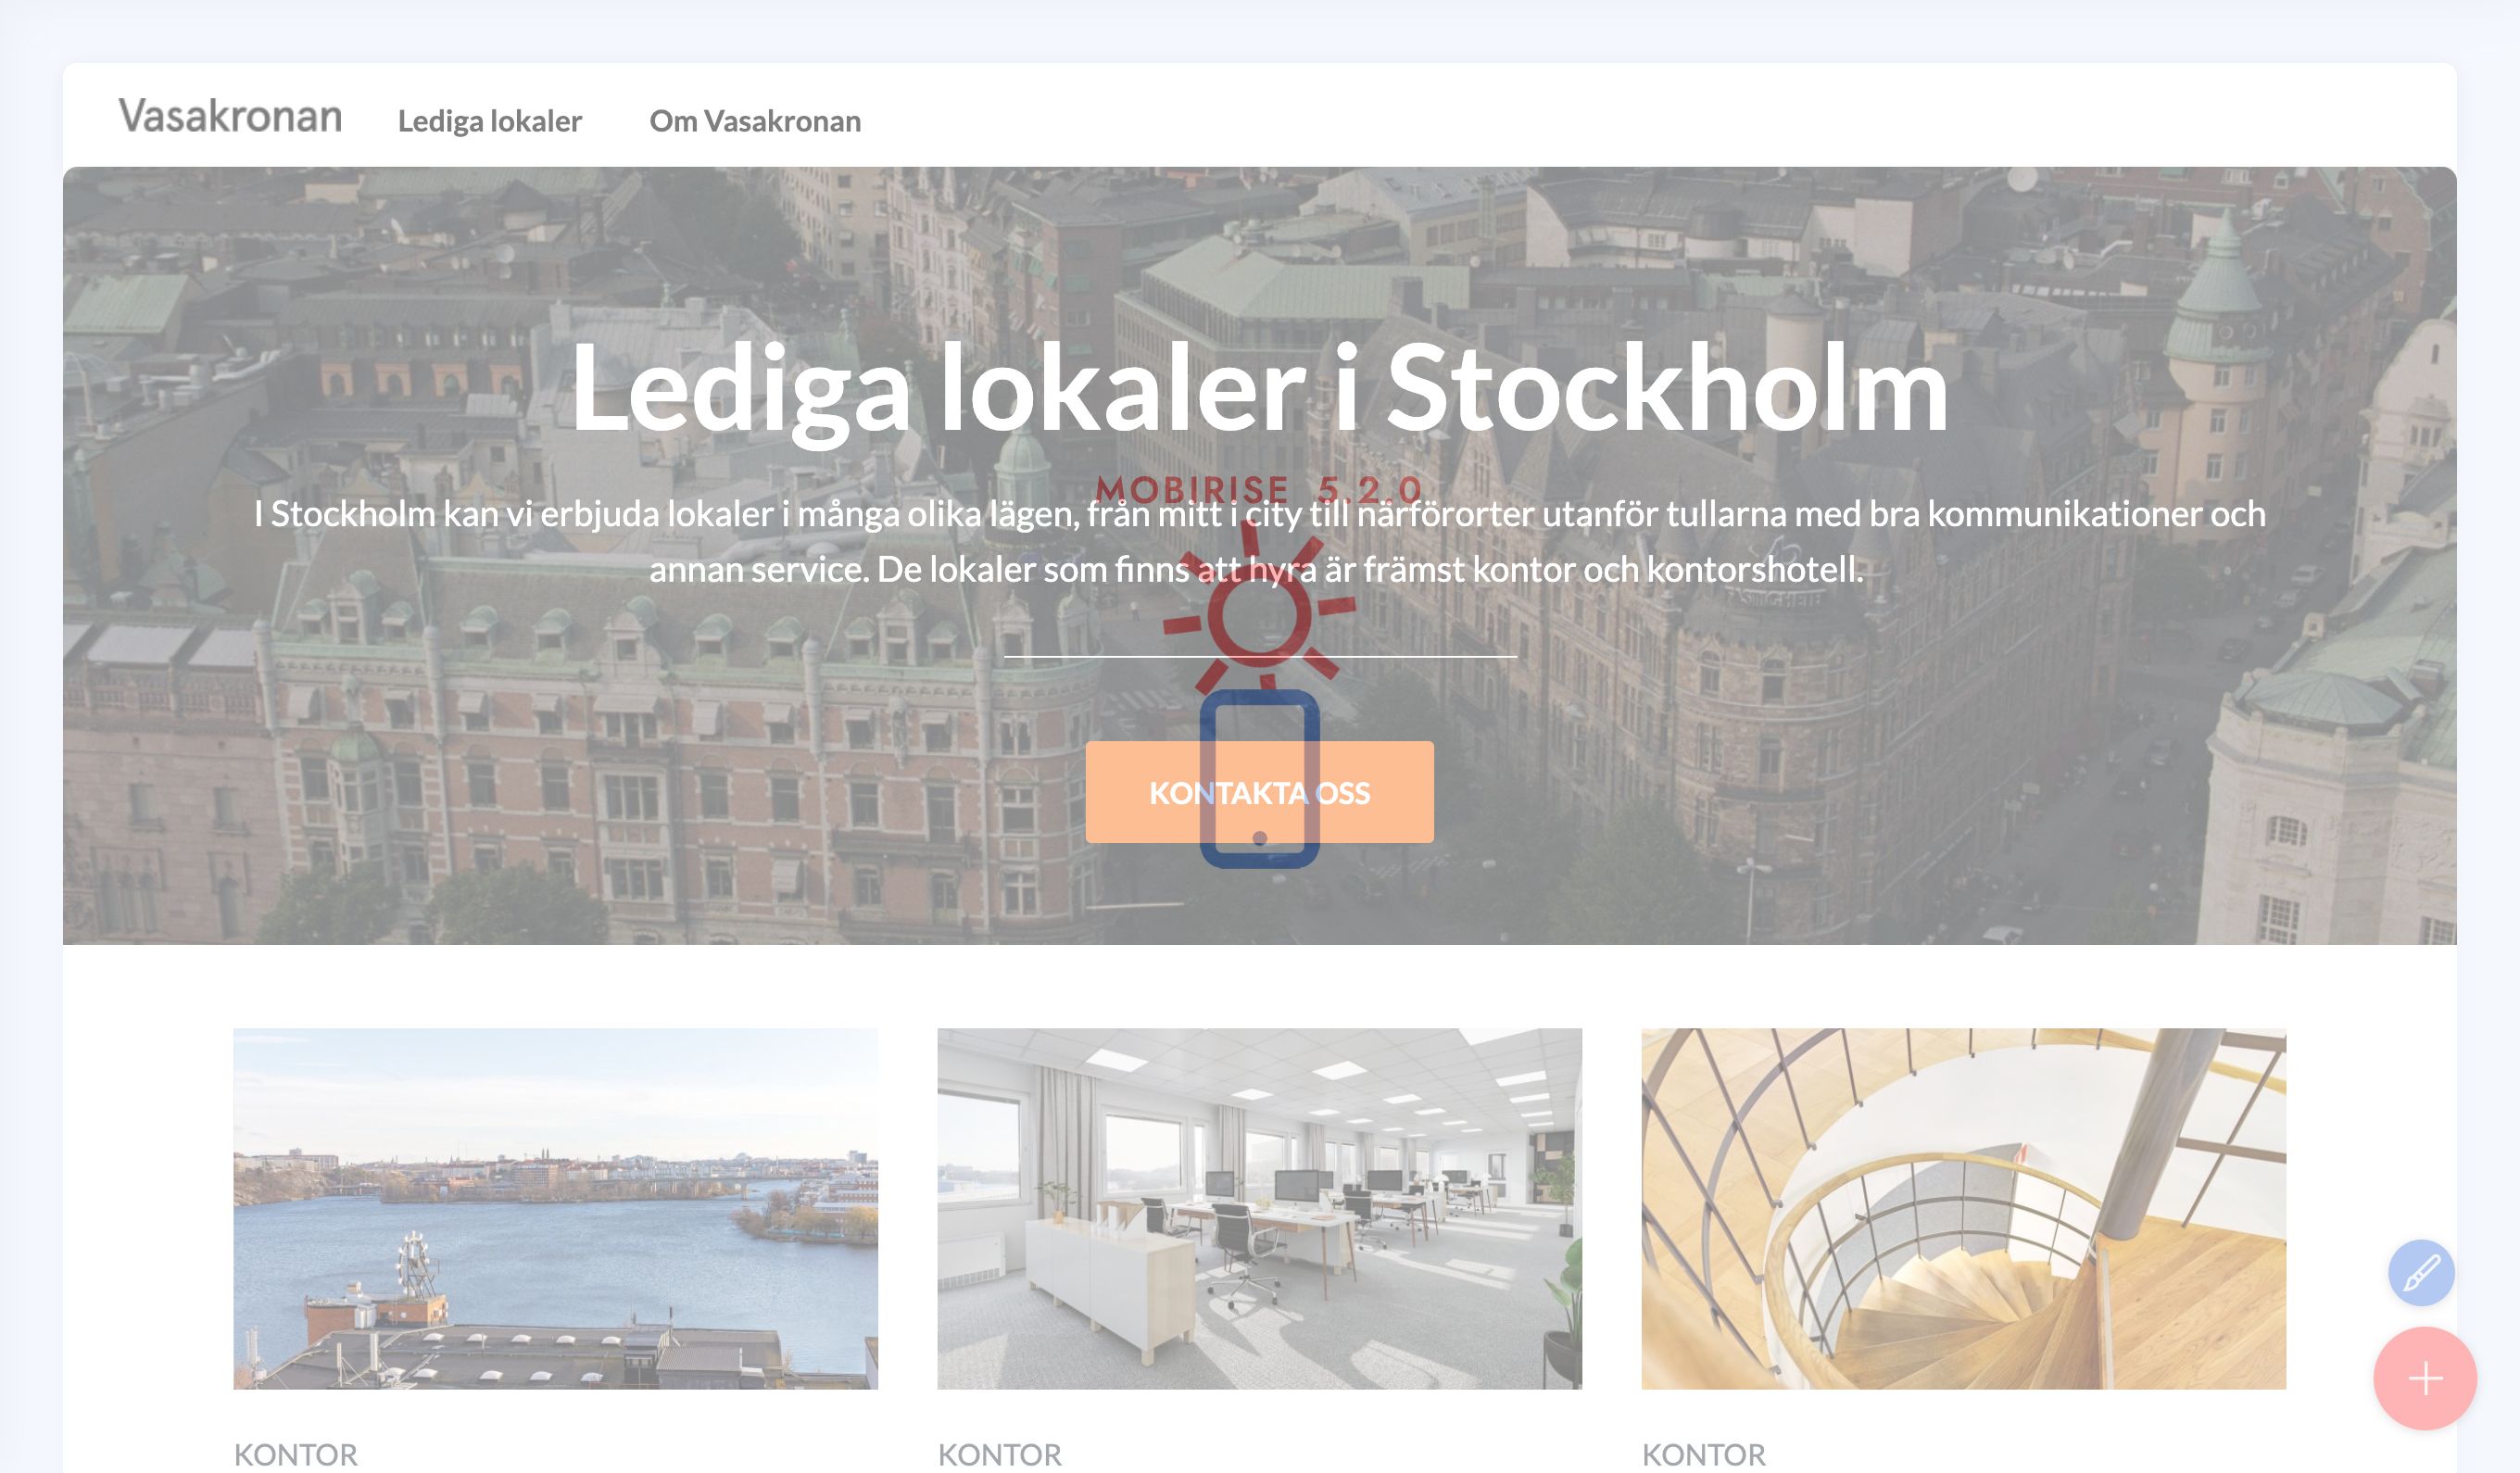 Vasakronan
Lediga lokaler
Om Vasakronan
Lediga lokaler i Stockholm
MOBIRISE 5.2.0
I Stockholm kan vi erbjuda lokaler i många olika lägen, från mitt i city till närförorter utanför tullarna med bra kommunikationer och
annan service. De lokaler som finns att hyra är främst kontor och kontorshotell.
KONTAKTA OSS
KONTOR
KONTOR
KONTOR